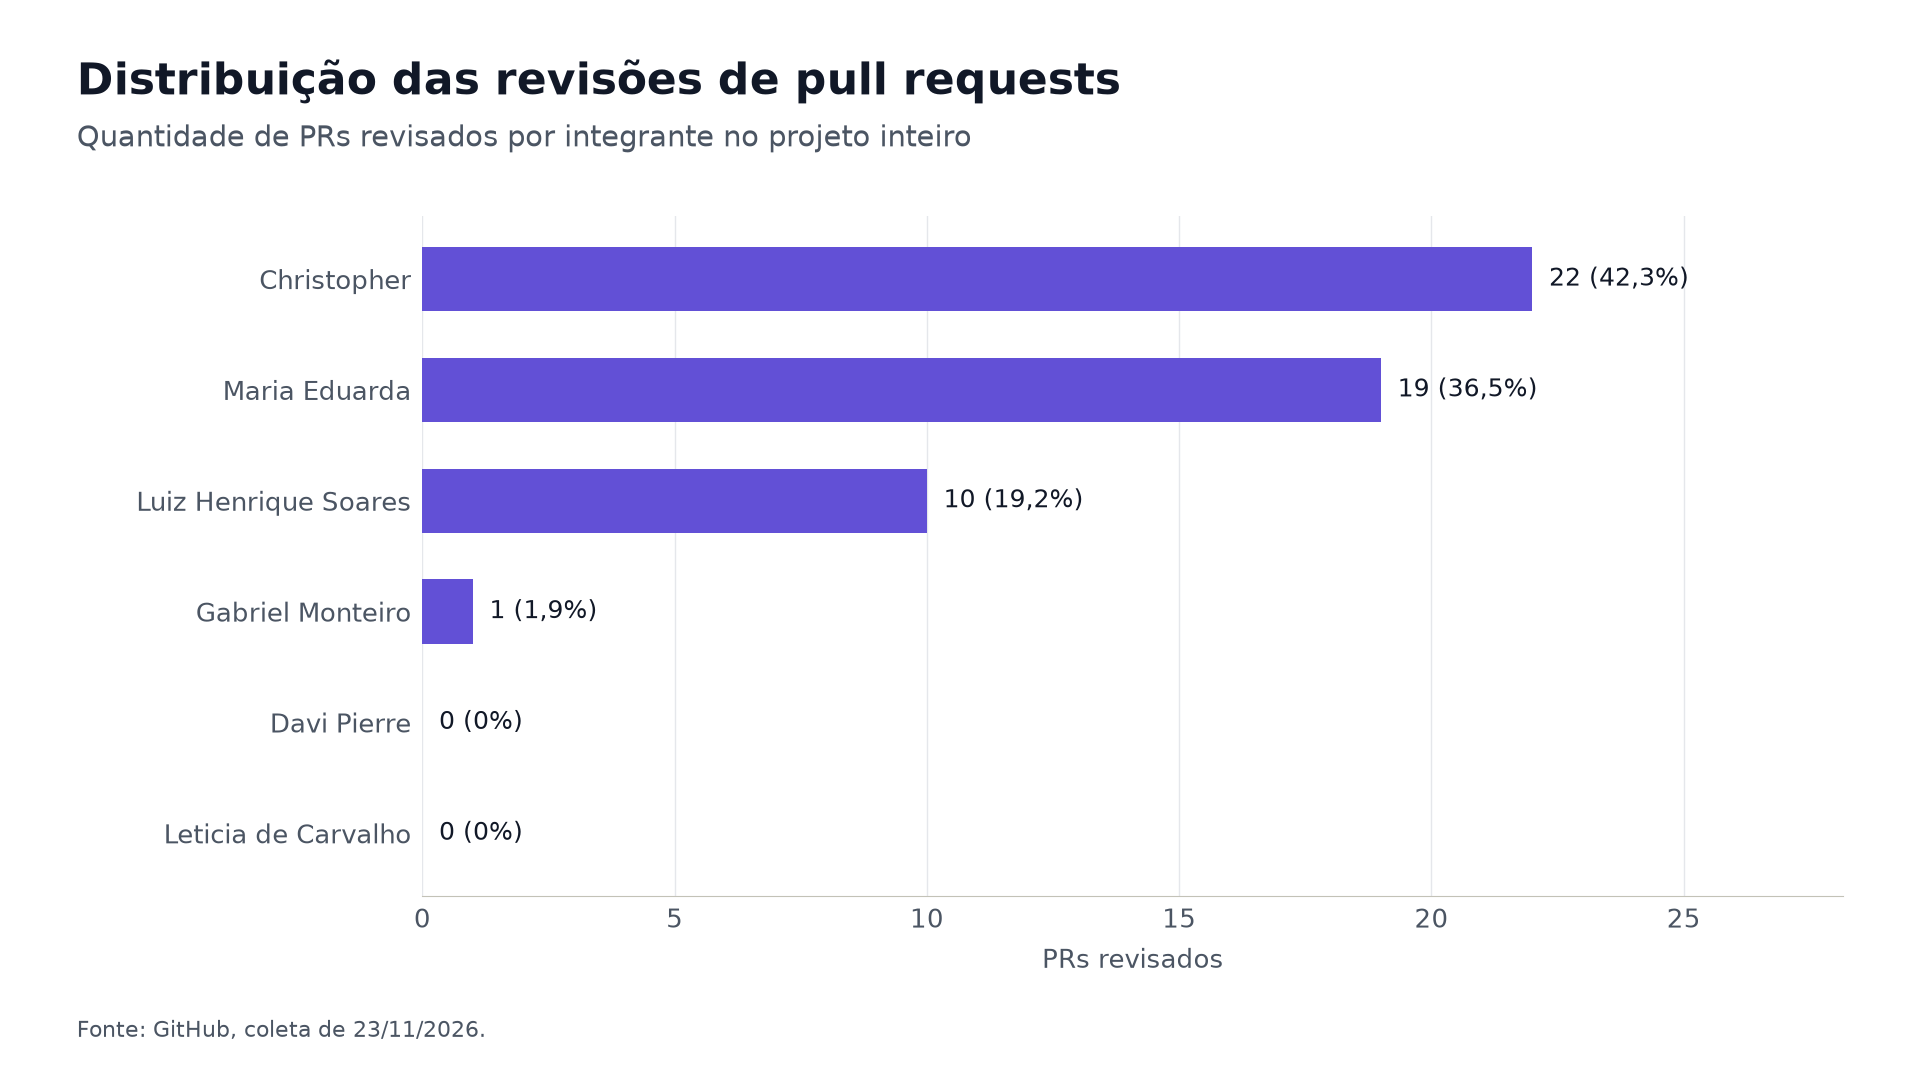 Distribuição das revisões de pull requests
Quantidade de PRs revisados por integrante no projeto inteiro
Christopher 22 (42,3%)
Maria Eduarda 19 (36,5%)
Luiz Henrique Soares 10 (19,2%)
Gabriel Monteiro 1 (1,9%)
Davi Pierre 0 (0%)
Leticia de Carvalho 0 (0%)
0 5 10 15 20 25
PRs revisados
Fonte: GitHub, coleta de 23/11/2026.